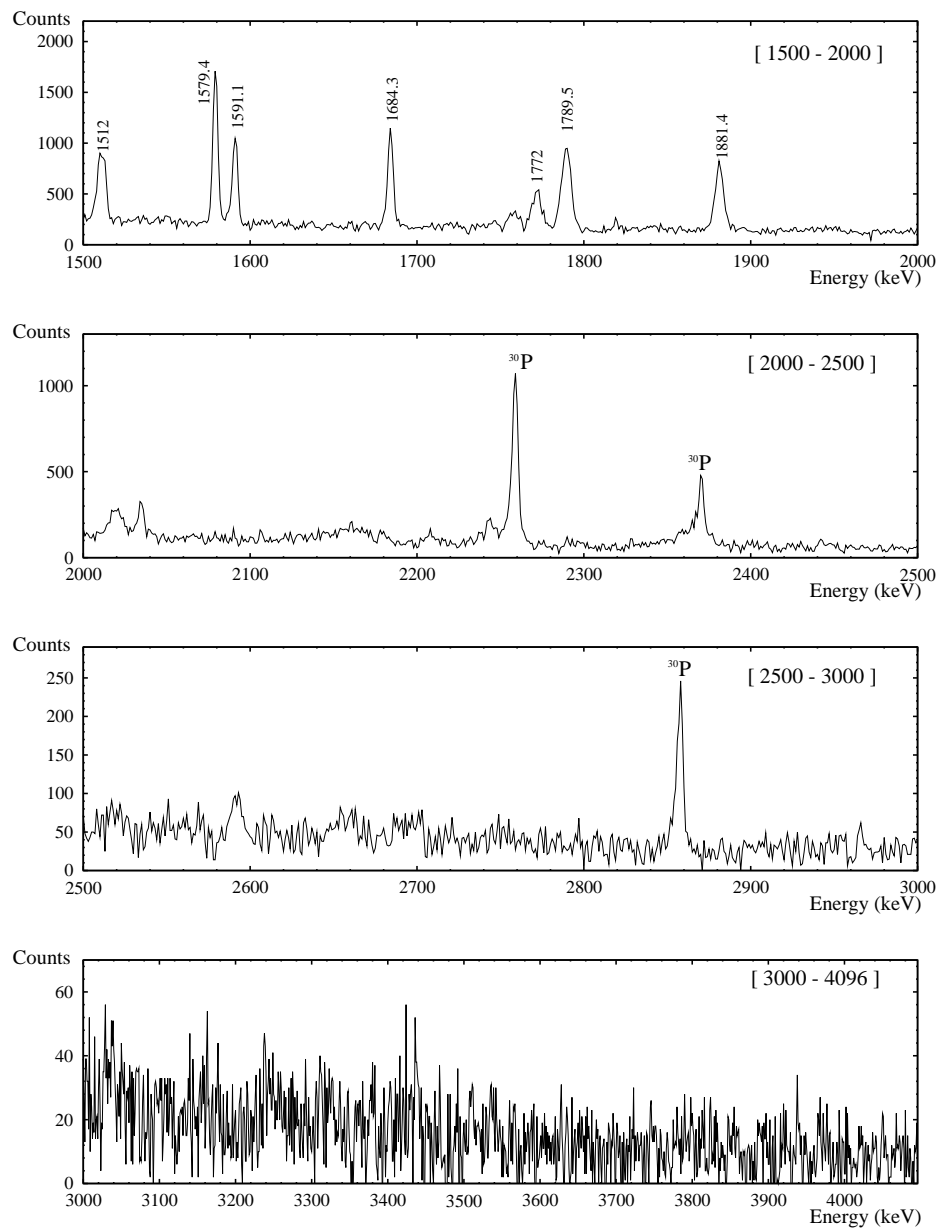 Counts
[ 1500 - 2000 ]
2000
1500
1000
500
0
1512
1579.4
1591.1
1684.3
1772
1789.5
1881.4
1500 1600 1700 1800 1900 2000
Energy (keV)
Counts
[ 2000 - 2500 ]
1000
500
0
30P
30P
2000 2100 2200 2300 2400 2500
Energy (keV)
Counts
[ 2500 - 3000 ]
250
200
150
100
50
0
30P
2500 2600 2700 2800 2900 3000
Energy (keV)
Counts
[ 3000 - 4096 ]
60
40
20
0
3000 3100 3200 3300 3400 3500 3600 3700 3800 3900 4000
Energy (keV)